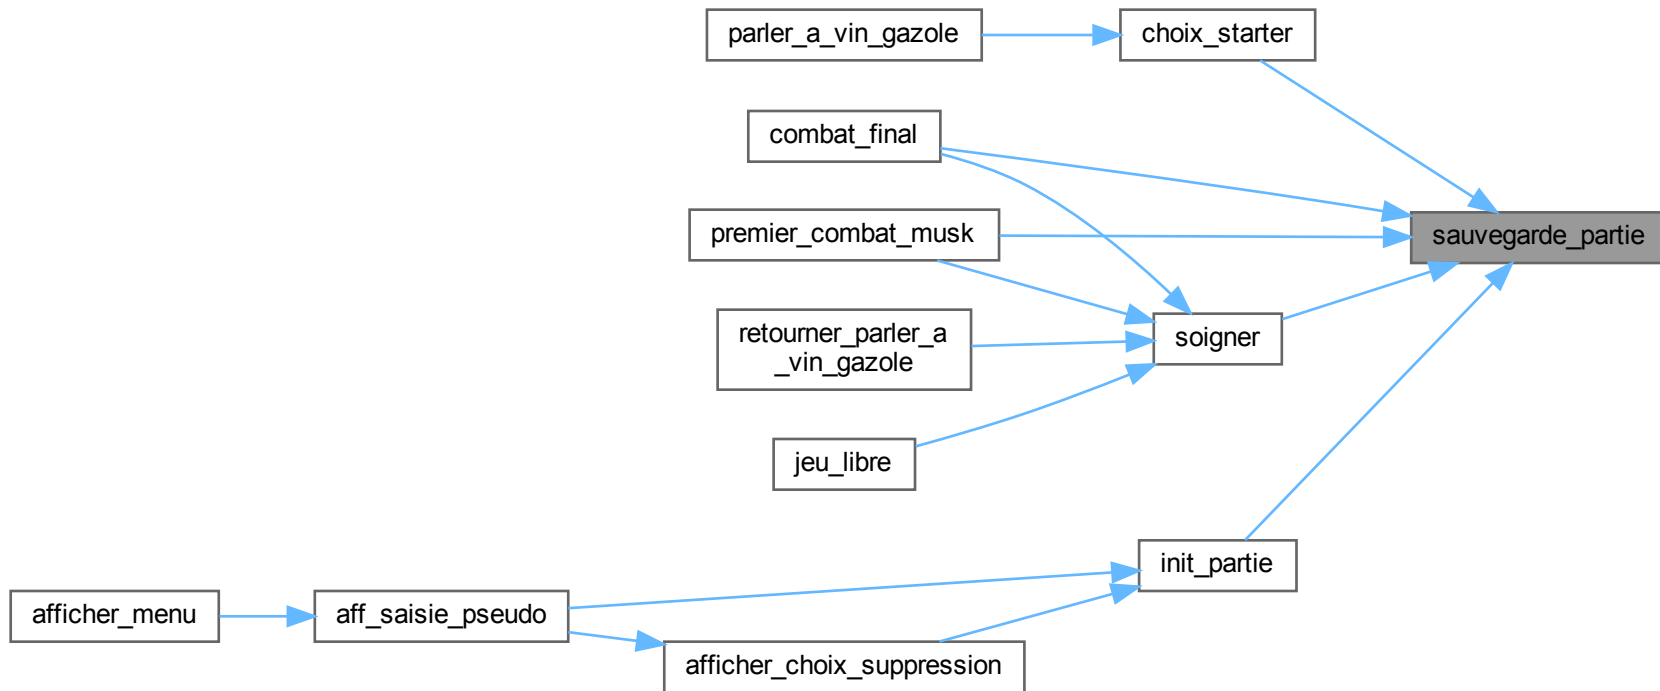 parler_a_vin_gazole
choix_starter
combat_final
sauvegarde_partie
premier_combat_musk
retourner_parler_a
_vin_gazole
soigner
jeu_libre
init_partie
afficher_menu
aff_saisie_pseudo
afficher_choix_suppression